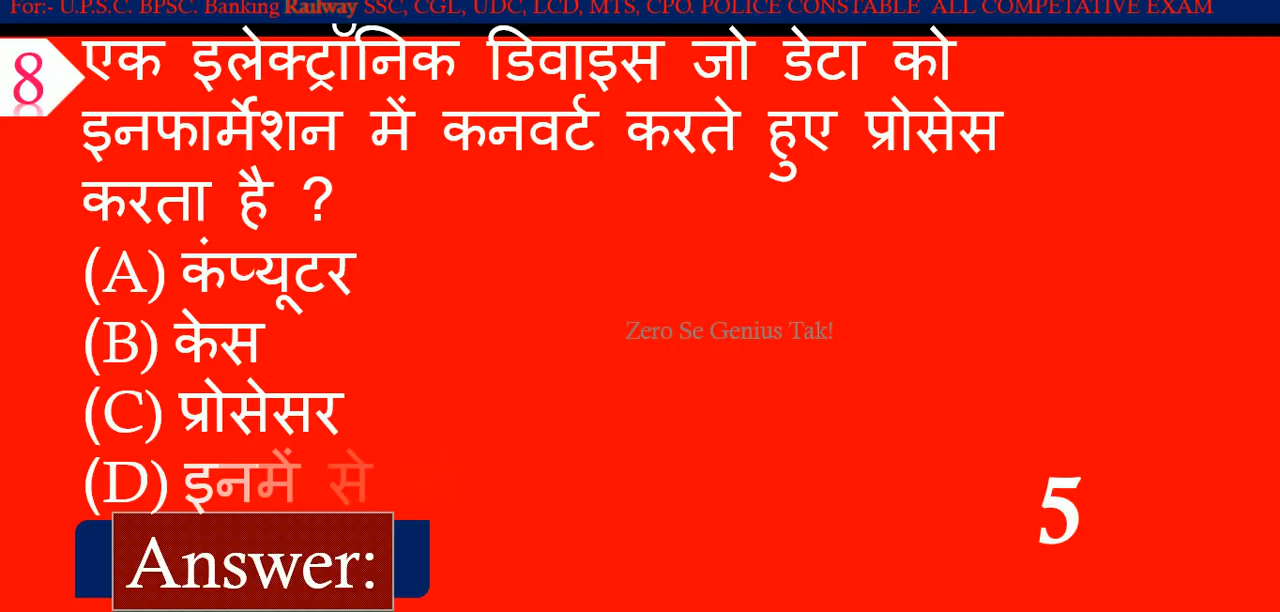 For:- U.P.S.C. BPSC. Banking Railway SSC, CGL, UDC, LCD, MTS, CPO. POLICE CONSTABLE ALL COMPETATIVE EXAM
8
एक इलेक्ट्रॉनिक डिवाइस जो डेटा को
इनफार्मेशन में कनवर्ट करते हुए प्रोसेस
करता है ?
(A) कंप्यूटर
(B) केस
Zero Se Genius Tak!
(C) प्रोसेसर
(D) इनमें से
5
Answer: